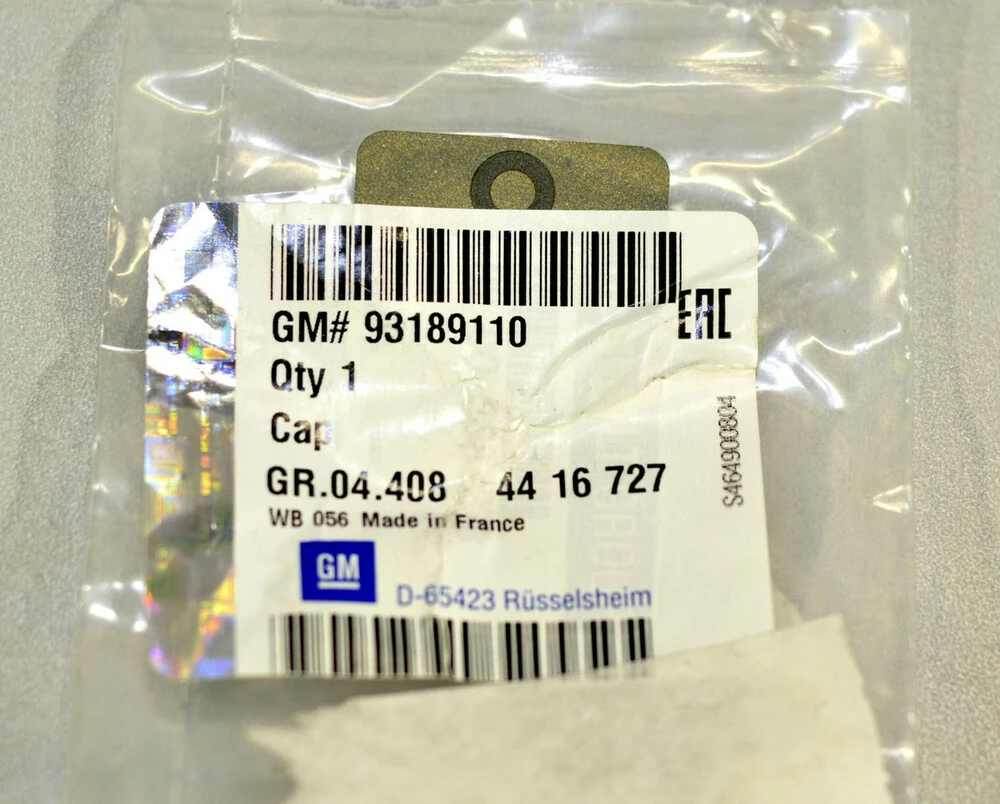 GM# 93189110
EAC
Qty 1
Cap
GR.04.408 44 16 727
WB 056 Made in France
S464900804
GM
D-65423 Rüsselsheim